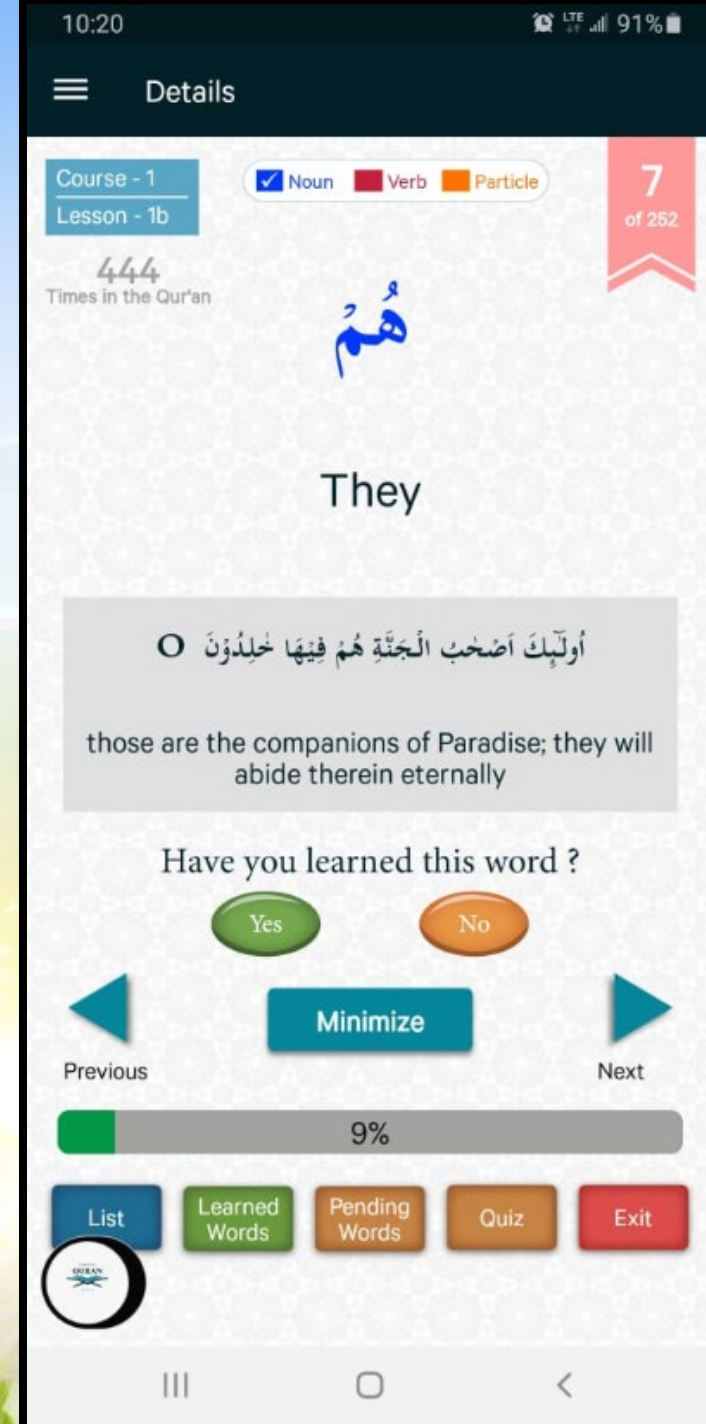 10:20
LTE 91%
Details
Course - 1
Noun Verb Particle
7
Lesson - 1b
of 252
444
Times in the Qur'an
هُمْ
They
اُولٰٓىِٕكَ اَصْحٰبُ الْجَنَّةِ هُمْ فِيْهَا خٰلِدُوْنَ O
those are the companions of Paradise; they will
abide therein eternally
Have you learned this word ?
Yes No
Minimize
Previous Next
9%
List Learned Words Pending Words Quiz Exit
QURAN